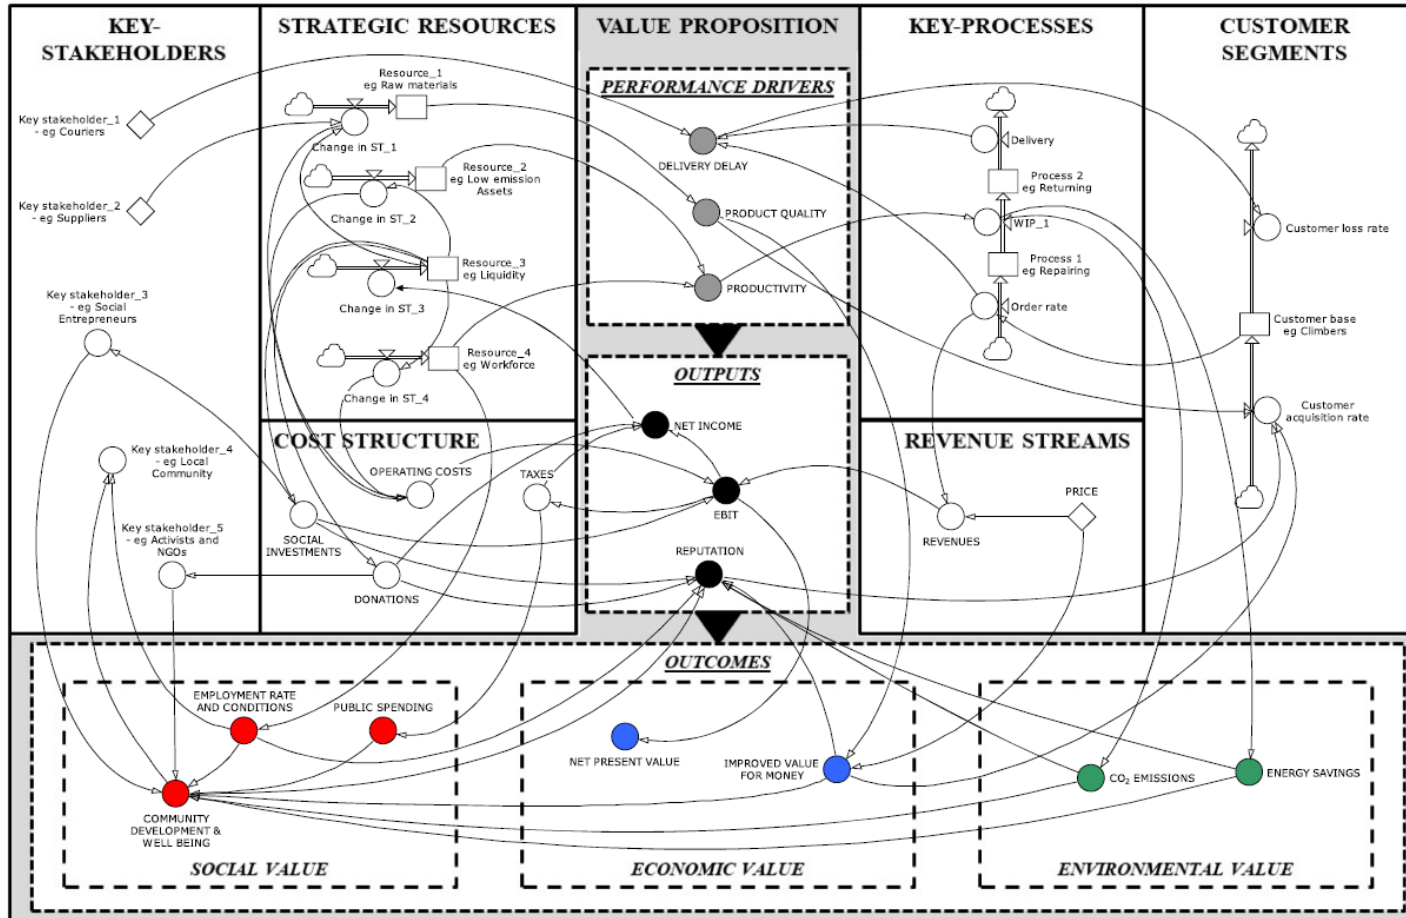 KEY-
STAKEHOLDERS
STRATEGIC RESOURCES
VALUE PROPOSITION
KEY-PROCESSES
CUSTOMER
SEGMENTS
Key stakeholder_1
- eg Couriers
Key stakeholder_2
- eg Suppliers
Key stakeholder_3
- eg Social
Entrepreneurs
Key stakeholder_4
- eg Local
Community
Key stakeholder_5
- eg Activists and
NGOs
Resource_1
eg Raw materials
Change in ST_1
Resource_2
eg Low emission
Assets
Change in ST_2
Resource_3
eg Liquidity
Change in ST_3
Resource_4
eg Workforce
Change in ST_4
COST STRUCTURE
OPERATING COSTS
TAXES
SOCIAL
INVESTMENTS
DONATIONS
PERFORMANCE DRIVERS
DELIVERY DELAY
PRODUCT QUALITY
PRODUCTIVITY
OUTPUTS
NET INCOME
EBIT
REPUTATION
Delivery
Process 2
eg Returning
WIP_1
Process 1
eg Repairing
Order rate
REVENUE STREAMS
PRICE
REVENUES
Customer loss rate
Customer base
eg Climbers
Customer
acquisition rate
OUTCOMES
EMPLOYMENT RATE
AND CONDITIONS
PUBLIC SPENDING
COMMUNITY
DEVELOPMENT &
WELL BEING
SOCIAL VALUE
NET PRESENT VALUE
IMPROVED VALUE
FOR MONEY
ECONOMIC VALUE
CO₂ EMISSIONS
ENERGY SAVINGS
ENVIRONMENTAL VALUE